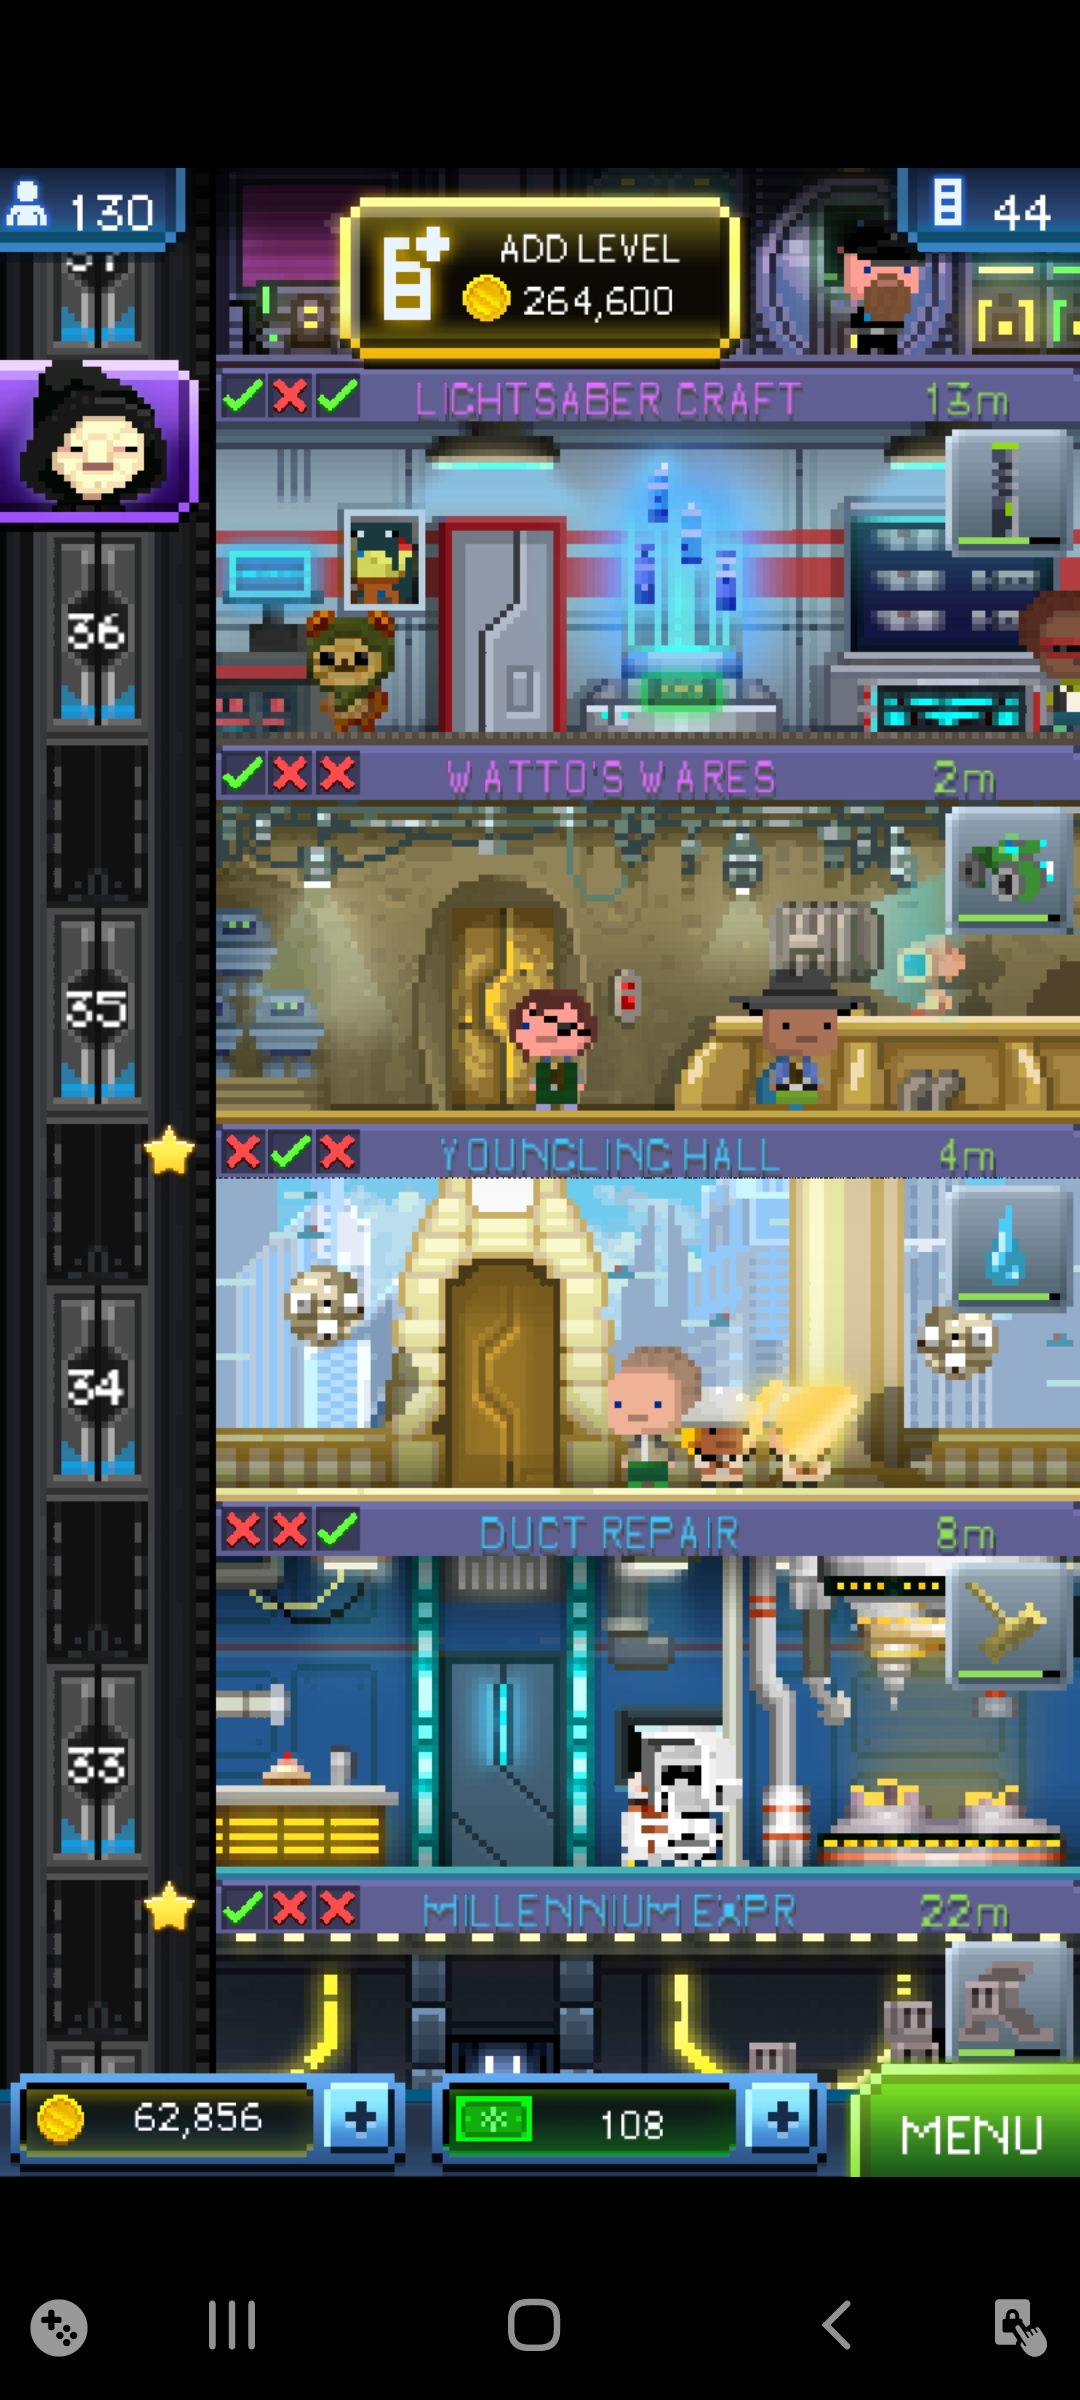 130
ADD LEVEL
264,600
44
LIGHTSABER CRAFT 13m
36
WATTO'S WARES 2m
35
YOUNGLING HALL 4m
34
DUCT REPAIR 8m
33
MILLENNIUM EXPR 22m
62,856
108
MENU